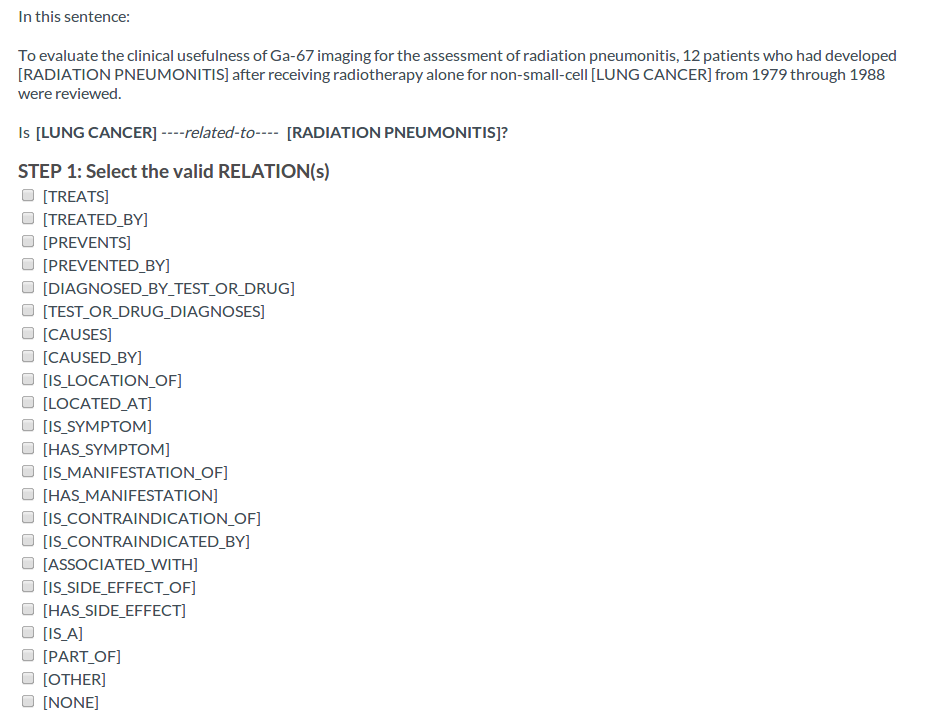 In this sentence:
To evaluate the clinical usefulness of Ga-67 imaging for the assessment of radiation pneumonitis, 12 patients who had developed
[RADIATION PNEUMONITIS] after receiving radiotherapy alone for non-small-cell [LUNG CANCER] from 1979 through 1988
were reviewed.
Is [LUNG CANCER] ----related-to---- [RADIATION PNEUMONITIS]?
STEP 1: Select the valid RELATION(s)
[TREATS]
[TREATED_BY]
[PREVENTS]
[PREVENTED_BY]
[DIAGNOSED_BY_TEST_OR_DRUG]
[TEST_OR_DRUG_DIAGNOSES]
[CAUSES]
[CAUSED_BY]
[IS_LOCATION_OF]
[LOCATED_AT]
[IS_SYMPTOM]
[HAS_SYMPTOM]
[IS_MANIFESTATION_OF]
[HAS_MANIFESTATION]
[IS_CONTRAINDICATION_OF]
[IS_CONTRAINDICATED_BY]
[ASSOCIATED_WITH]
[IS_SIDE_EFFECT_OF]
[HAS_SIDE_EFFECT]
[IS_A]
[PART_OF]
[OTHER]
[NONE]